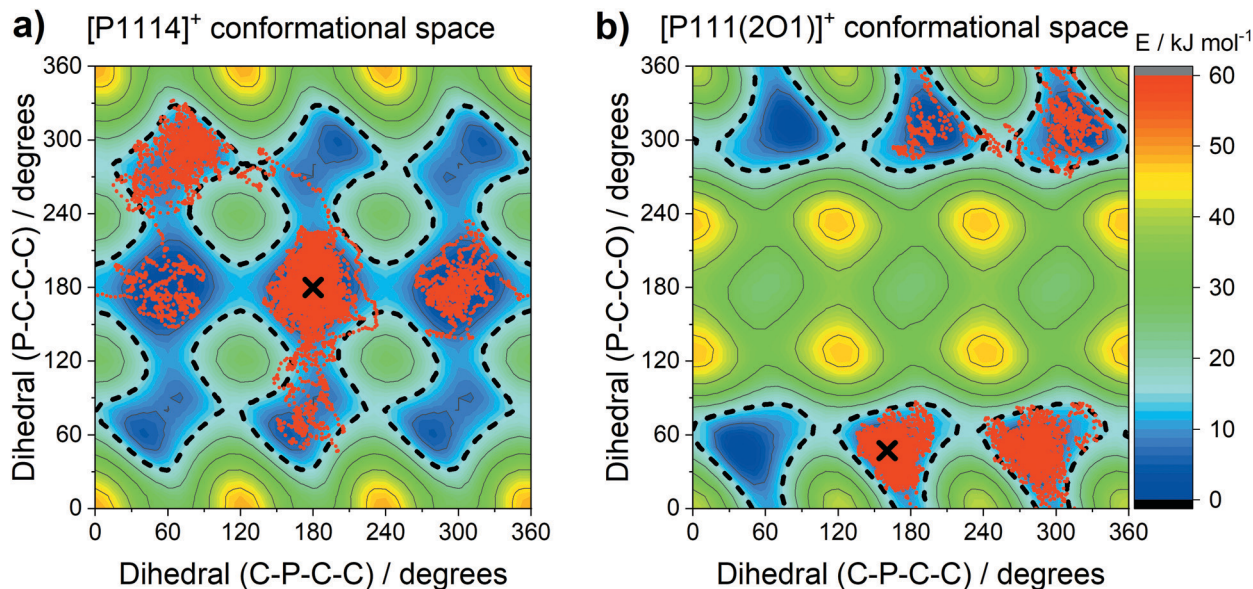 a) [P1114]⁺ conformational space
b) [P111(2O1)]⁺ conformational space
E / kJ mol⁻¹
Dihedral (P-C-C-C) / degrees
360
300
240
180
120
60
0
0 60 120 180 240 300 360
Dihedral (C-P-C-C) / degrees
Dihedral (P-C-C-O) / degrees
360
300
240
180
120
60
0
0 60 120 180 240 300 360
Dihedral (C-P-C-C) / degrees
60
50
40
30
20
10
0